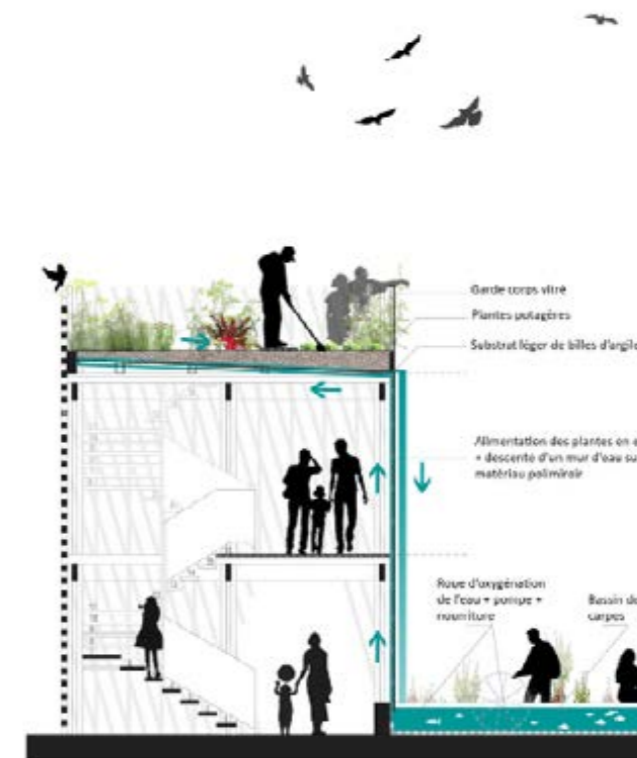 Garde corps vitré
Plantes potagères
Substrat léger de billes d'argile
Alimentation des plantes en e
+ descente d'un mur d'eau su
matériau polimiroir
Roue d'oxygénation
de l'eau + pompe +
nourriture
Bassin de
carpes